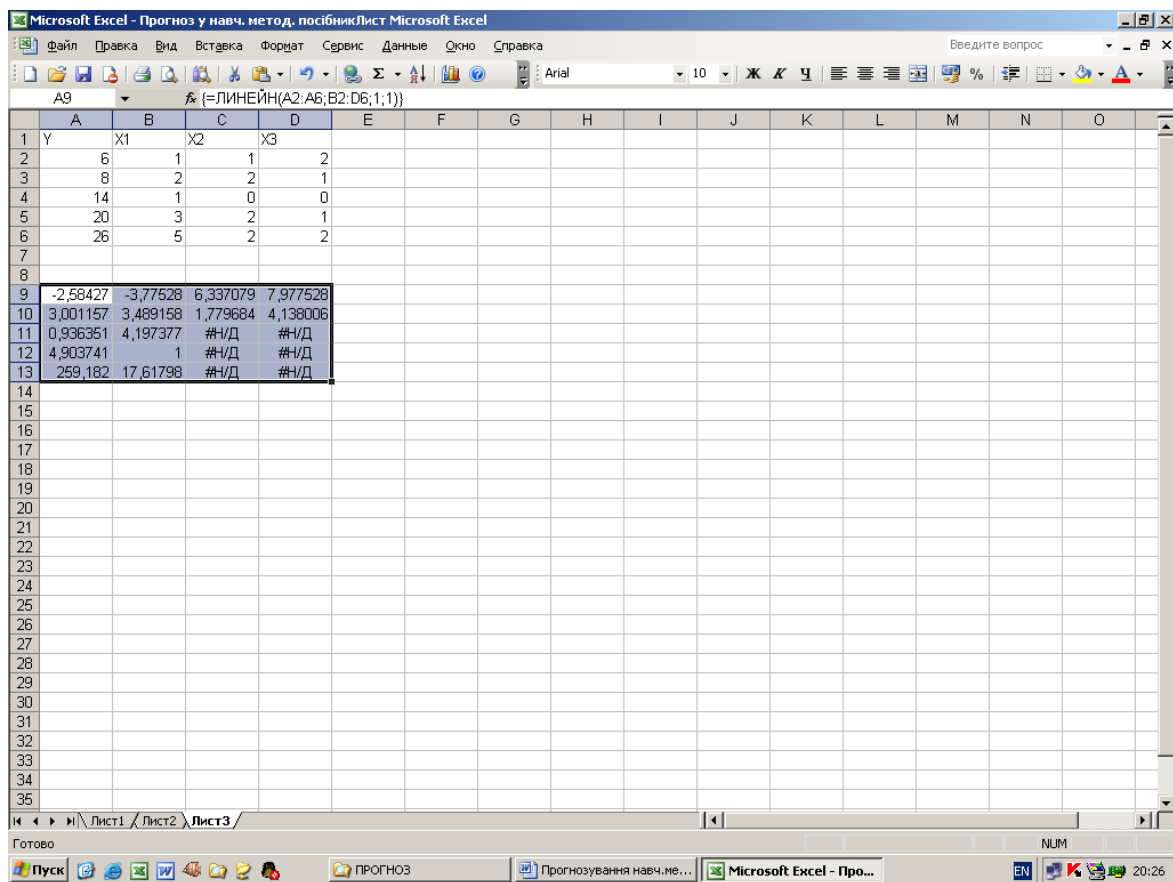 Microsoft Excel - Прогноз у навч. метод. посібникЛист Microsoft Excel
Файл Правка Вид Вставка Формат Сервис Данные Окно Справка Введите вопрос
Arial 10 Ж К Ч %
A9 fx {=ЛИНЕЙН(A2:A6;B2:D6;1;1)}
A B C D E F G H I J K L M N O
1 Y X1 X2 X3
2 6 1 1 2
3 8 2 2 1
4 14 1 0 0
5 20 3 2 1
6 26 5 2 2
7
8
9 -2,58427 -3,77528 6,337079 7,977528
10 3,001157 3,489158 1,779684 4,138006
11 0,936351 4,197377 #Н/Д #Н/Д
12 4,903741 1 #Н/Д #Н/Д
13 259,182 17,61798 #Н/Д #Н/Д
14
15
16
17
18
19
20
21
22
23
24
25
26
27
28
29
30
31
32
33
34
35
Лист1 Лист2 Лист3
Готово NUM
Пуск ПРОГНОЗ Прогнозування навч.ме... Microsoft Excel - Про... EN 20:26